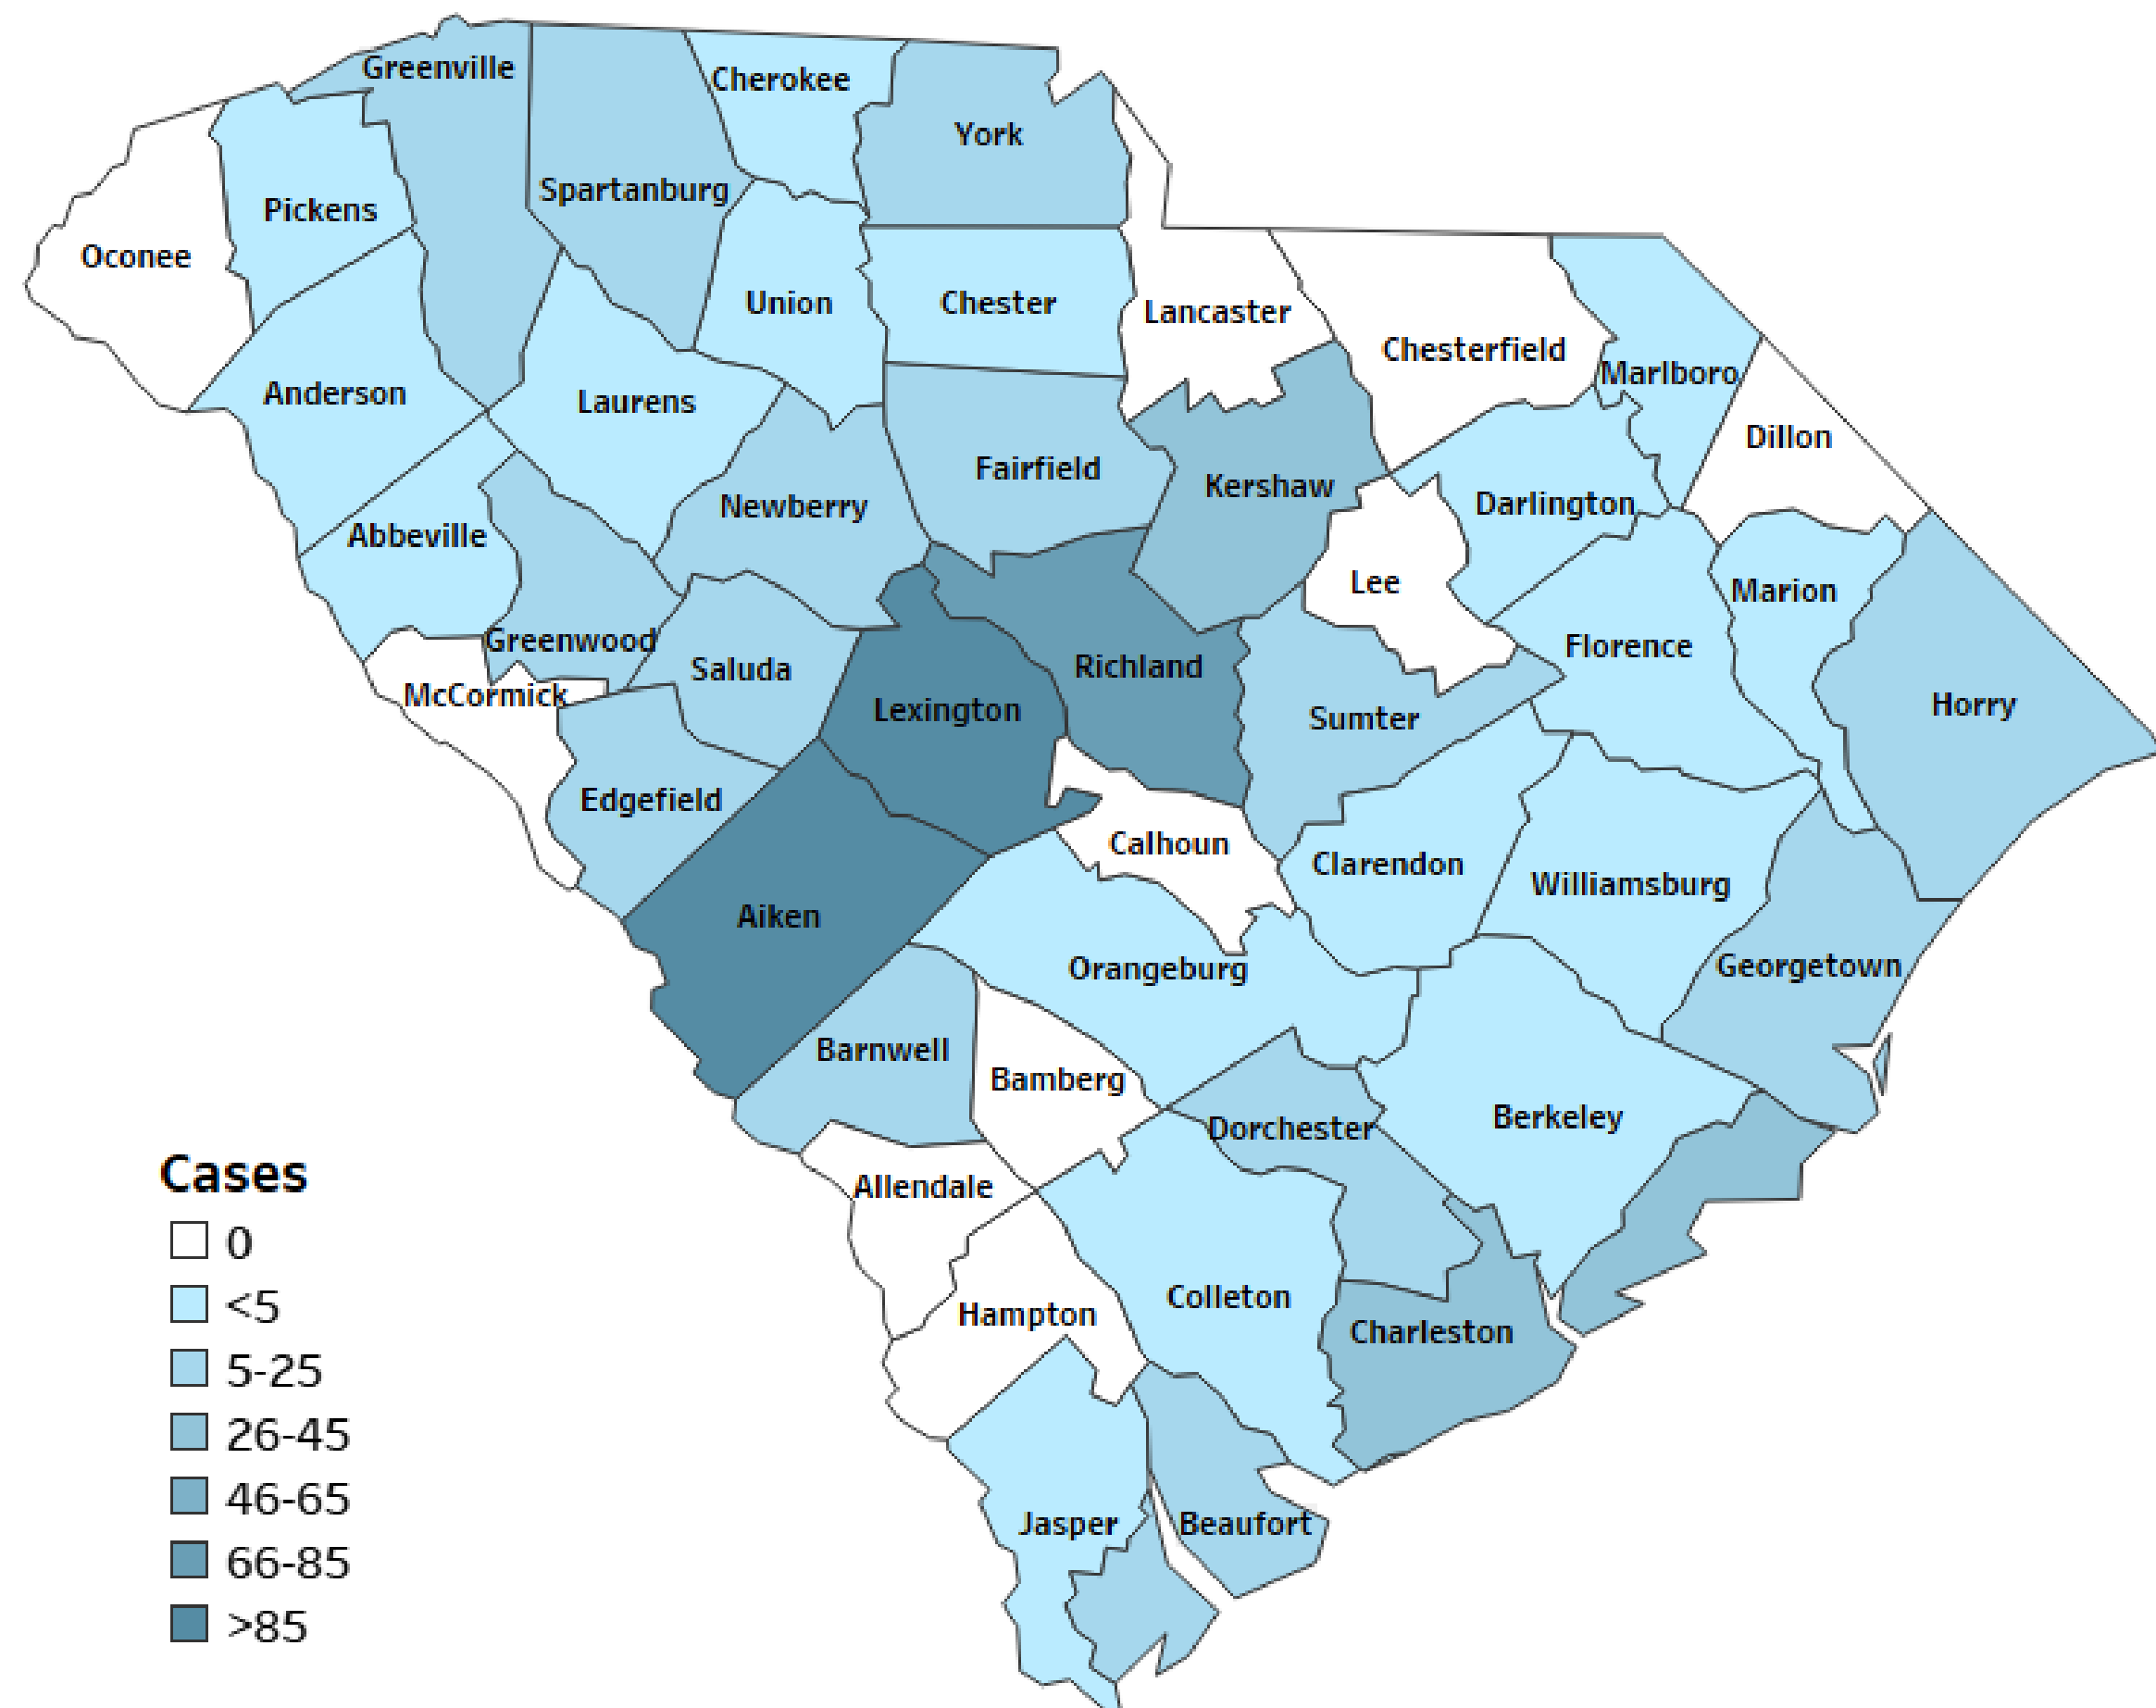 Greenville
Cherokee
York
Spartanburg
Pickens
Oconee
Union
Chester
Lancaster
Chesterfield
Marlboro
Anderson
Laurens
Dillon
Fairfield
Kershaw
Newberry
Darlington
Abbeville
Lee
Marion
Greenwood
Florence
Saluda
Richland
McCormick
Lexington
Sumter
Horry
Edgefield
Calhoun
Clarendon
Williamsburg
Aiken
Orangeburg
Georgetown
Barnwell
Bamberg
Berkeley
Dorchester
Allendale
Colleton
Hampton
Charleston
Jasper
Beaufort
Cases
0
<5
5-25
26-45
46-65
66-85
>85